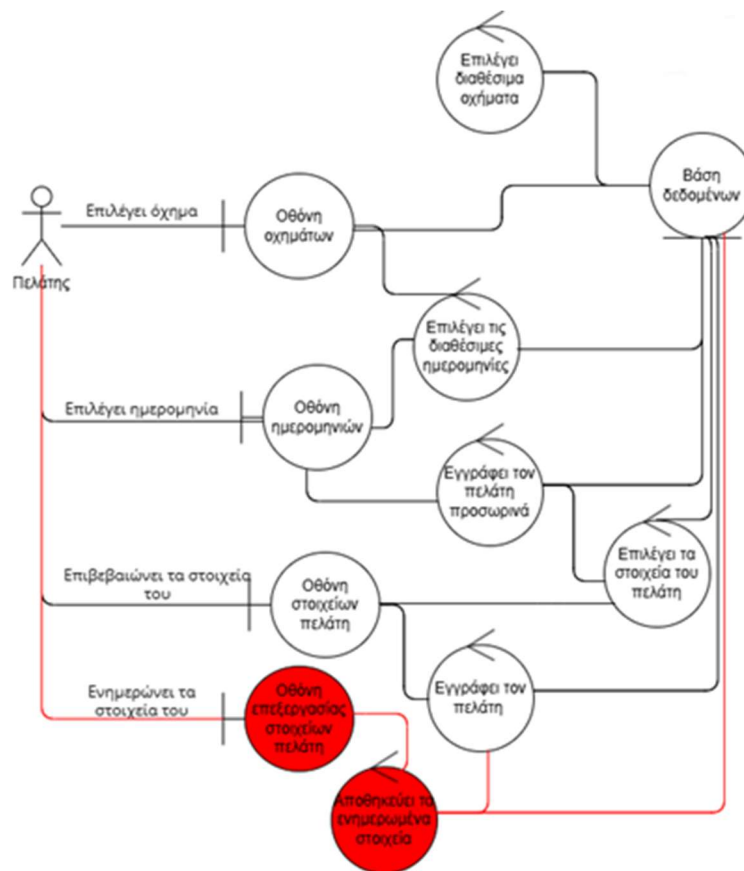 Επιλέγει
διαθέσιμα
οχήματα
Βάση
δεδομένων
Επιλέγει όχημα
Οθόνη
οχημάτων
Πελάτης
Επιλέγει τις
διαθέσιμες
ημερομηνίες
Επιλέγει ημερομηνία
Οθόνη
ημερομηνιών
Έγγράφει τον
πελάτη
προσωρινά
Επιλέγει τα
στοιχεία του
πελάτη
Επιβεβαιώνει τα στοιχεία
του
Οθόνη
στοιχείων
πελάτη
Ενημερώνει τα
στοιχεία του
Οθόνη
επεξεργασίας
στοιχείων
πελάτη
Έγγράφει τον
πελάτη
Αποθηκεύει τα
ενημερωμένα
στοιχεία